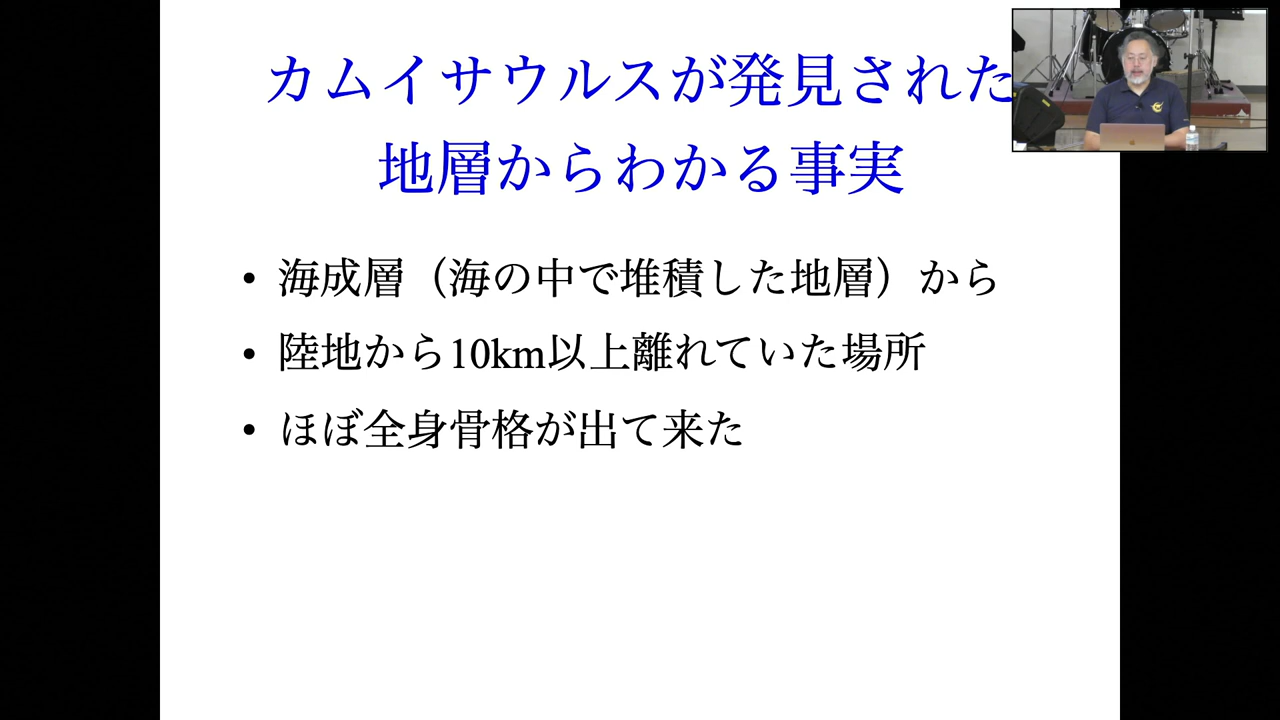 カムイサウルスが発見された
地層からわかる事実
• 海成層（海の中で堆積した地層）から
• 陸地から10km以上離れていた場所
• ほぼ全身骨格が出て来た